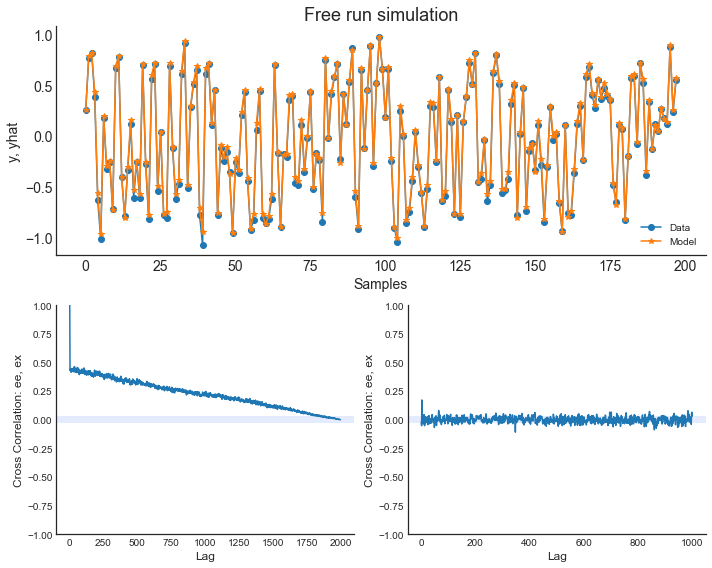 Free run simulation
y, yhat
1.0
0.5
0.0
−0.5
−1.0
0 25 50 75 100 125 150 175 200
Samples
Data
Model
Cross Correlation: ee, ex
1.00
0.75
0.50
0.25
0.00
−0.25
−0.50
−0.75
−1.00
0 250 500 750 1000 1250 1500 1750 2000
Lag
Cross Correlation: ee, ex
1.00
0.75
0.50
0.25
0.00
−0.25
−0.50
−0.75
−1.00
0 200 400 600 800 1000
Lag